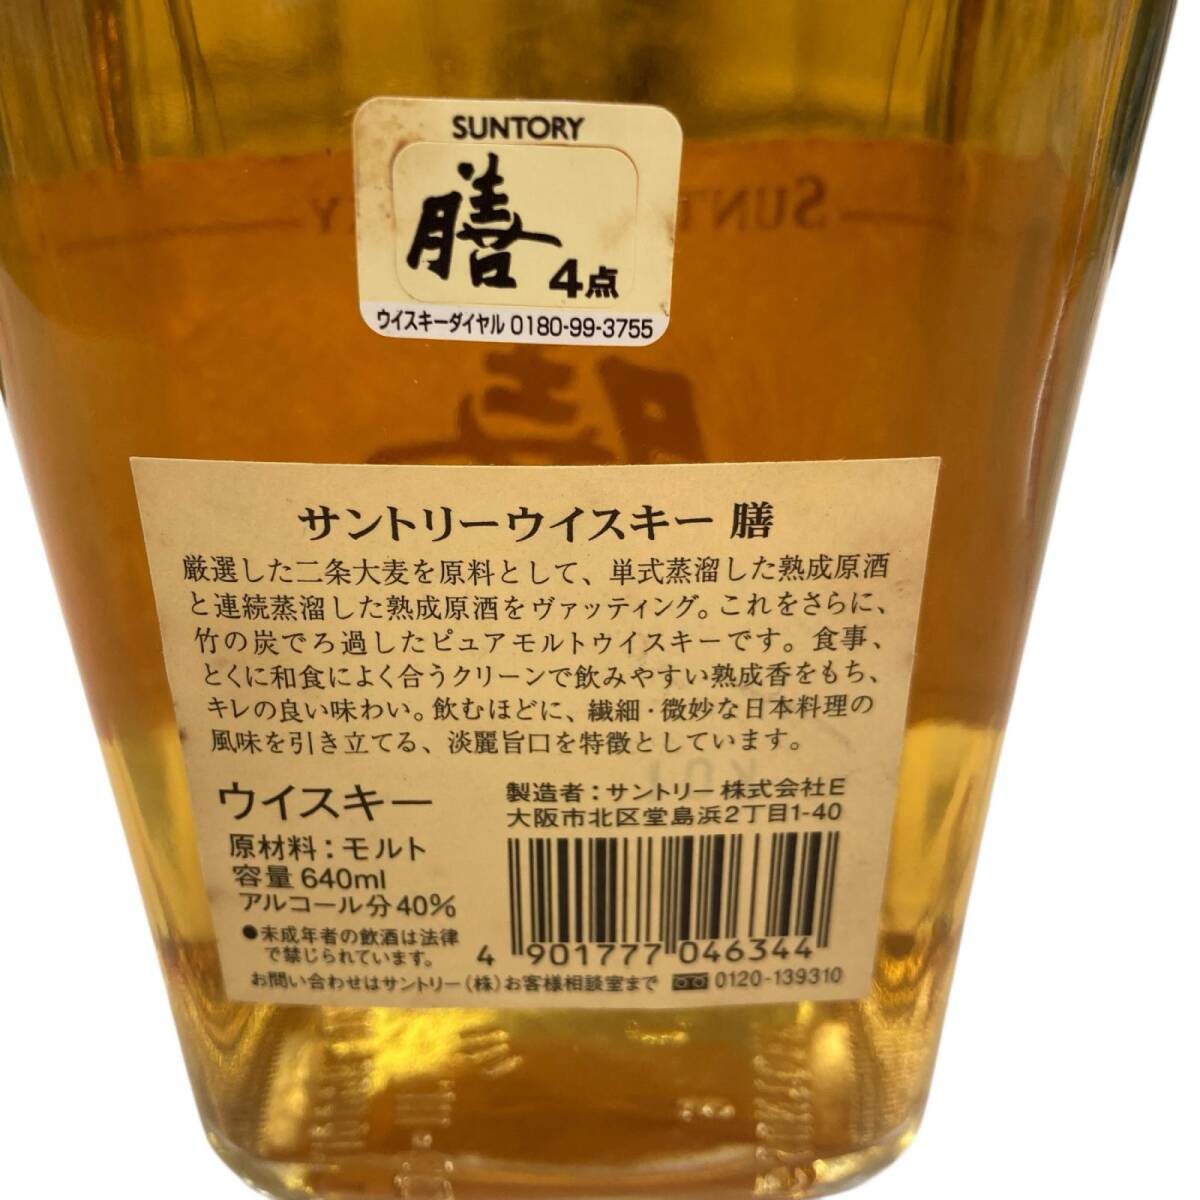 SUNTORY
膳 4点
ウイスキーダイヤル 0180-99-3755
サントリーウイスキー 膳
厳選した二条大麦を原料として、単式蒸溜した熟成原酒
と連続蒸溜した熟成原酒をヴァッティング。これをさらに、
竹の炭でろ過したピュアモルトウイスキーです。食事、
とくに和食によく合うクリーンで飲みやすい熟成香をもち、
キレの良い味わい。飲むほどに、繊細・微妙な日本料理の
風味を引き立てる、淡麗旨口を特徴としています。
ウイスキー
原材料：モルト
容量 640ml
アルコール分 40%
●未成年者の飲酒は法律
で禁じられています。
製造者：サントリー株式会社E
大阪市北区堂島浜2丁目1-40
4 901777 046344
お問い合わせはサントリー(株)お客様相談室まで 0120-139310